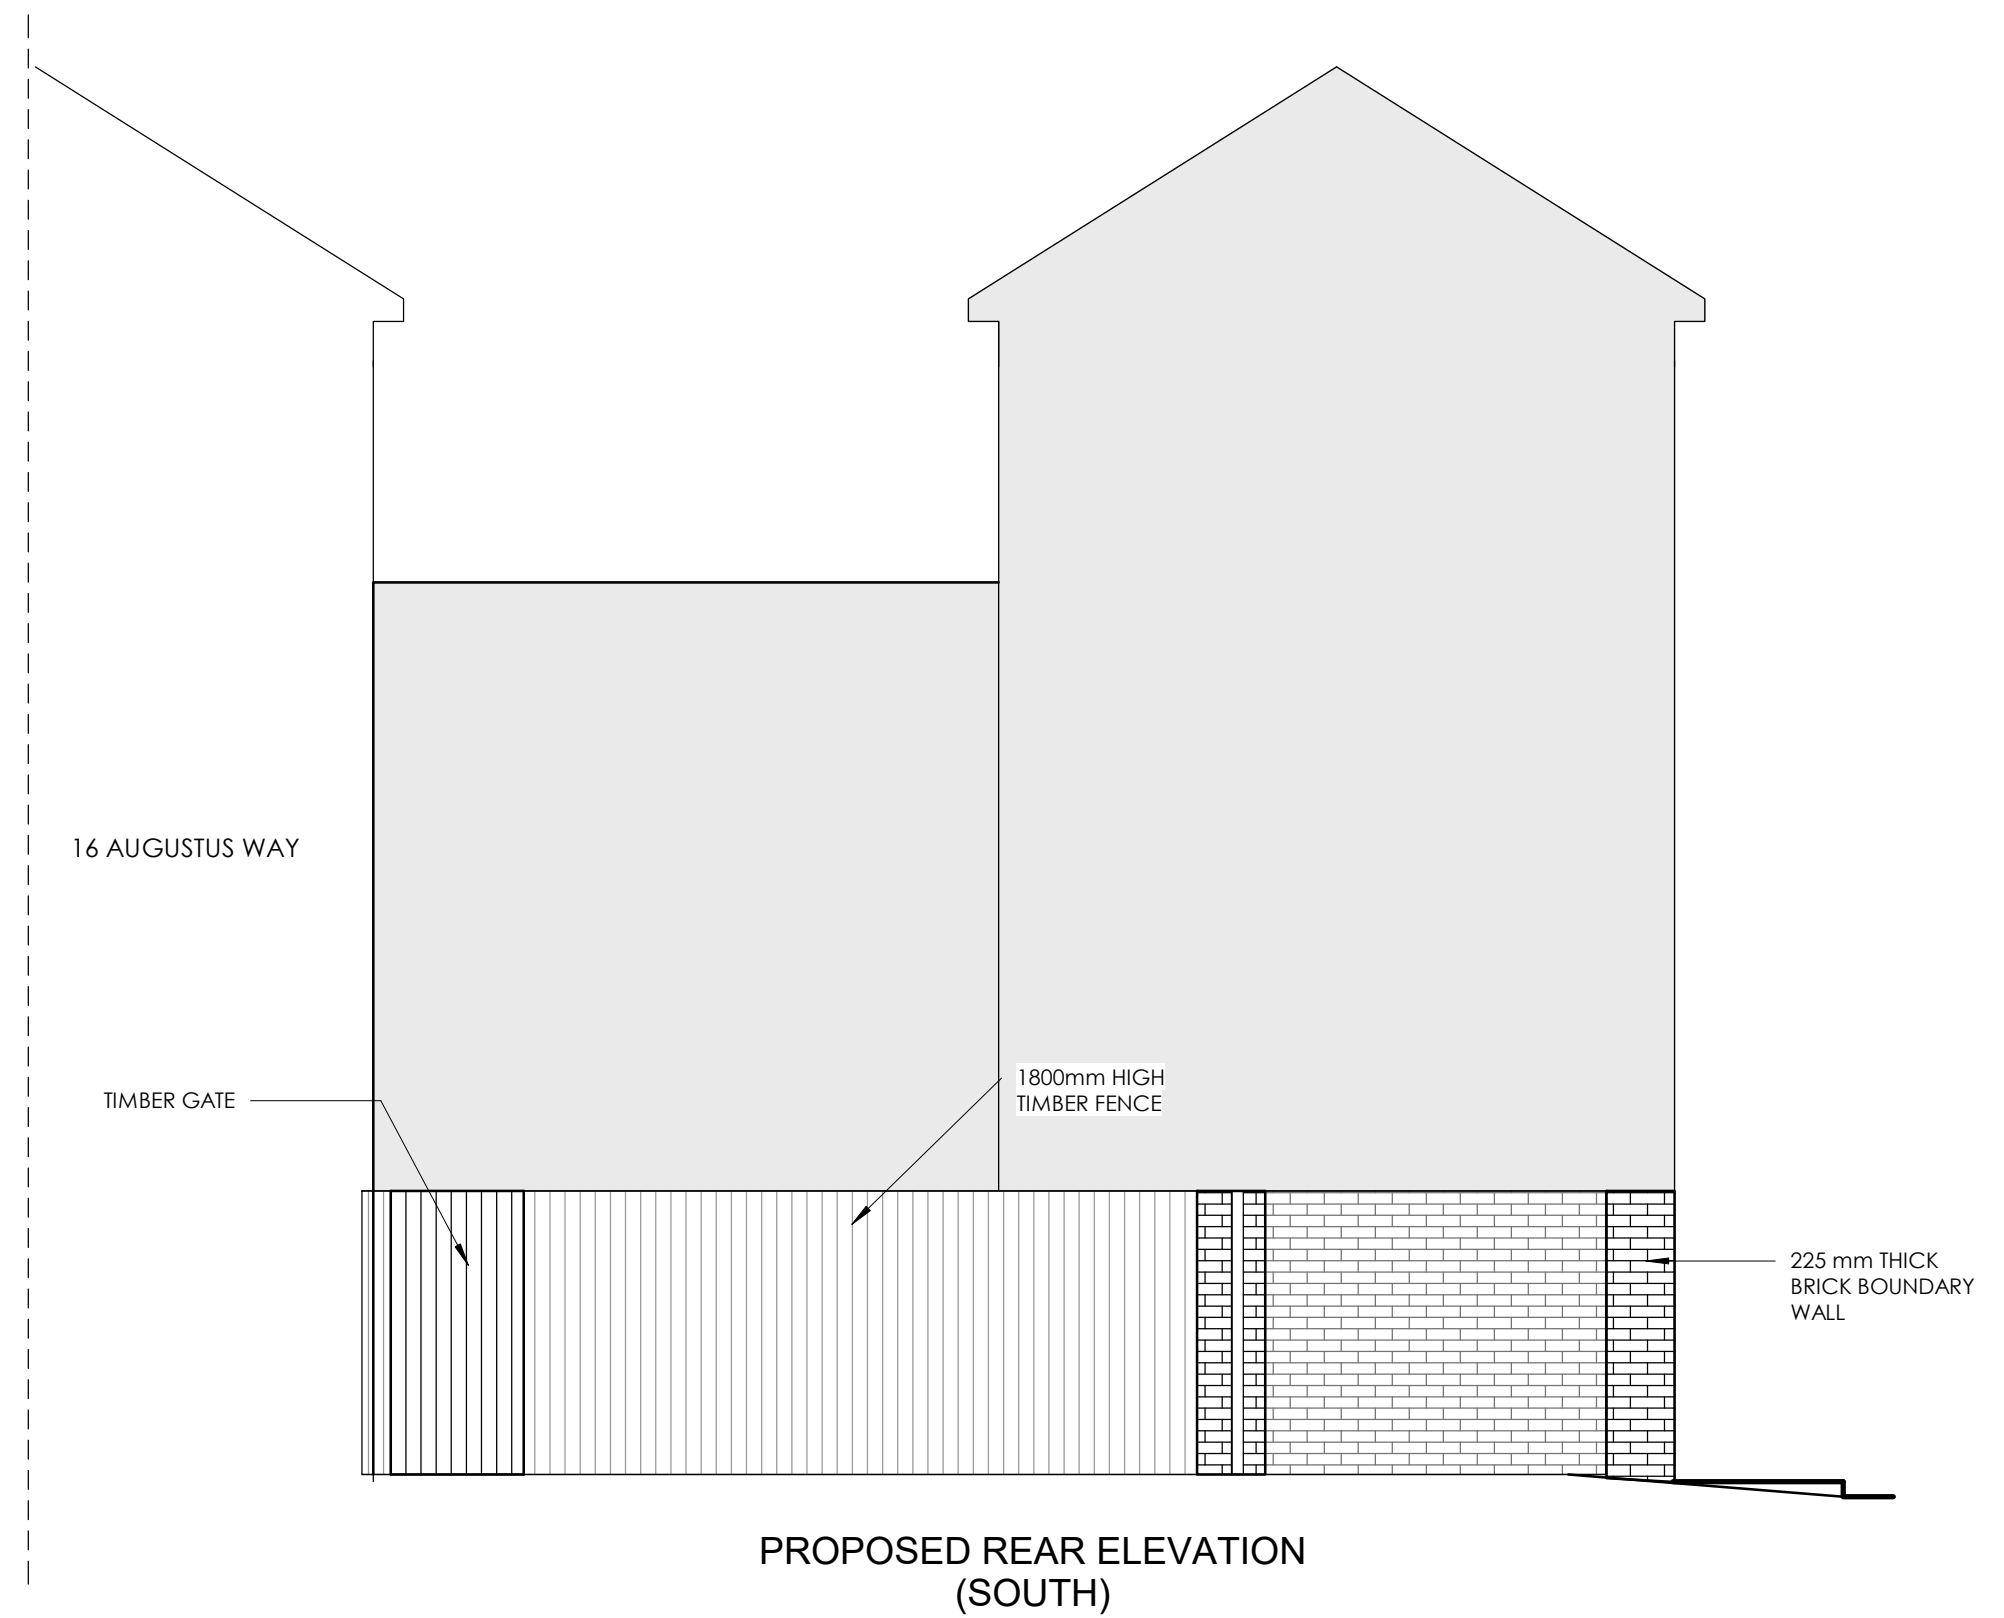 16 AUGUSTUS WAY
TIMBER GATE
1800mm HIGH
TIMBER FENCE
225 mm THICK
BRICK BOUNDARY
WALL
PROPOSED REAR ELEVATION
(SOUTH)